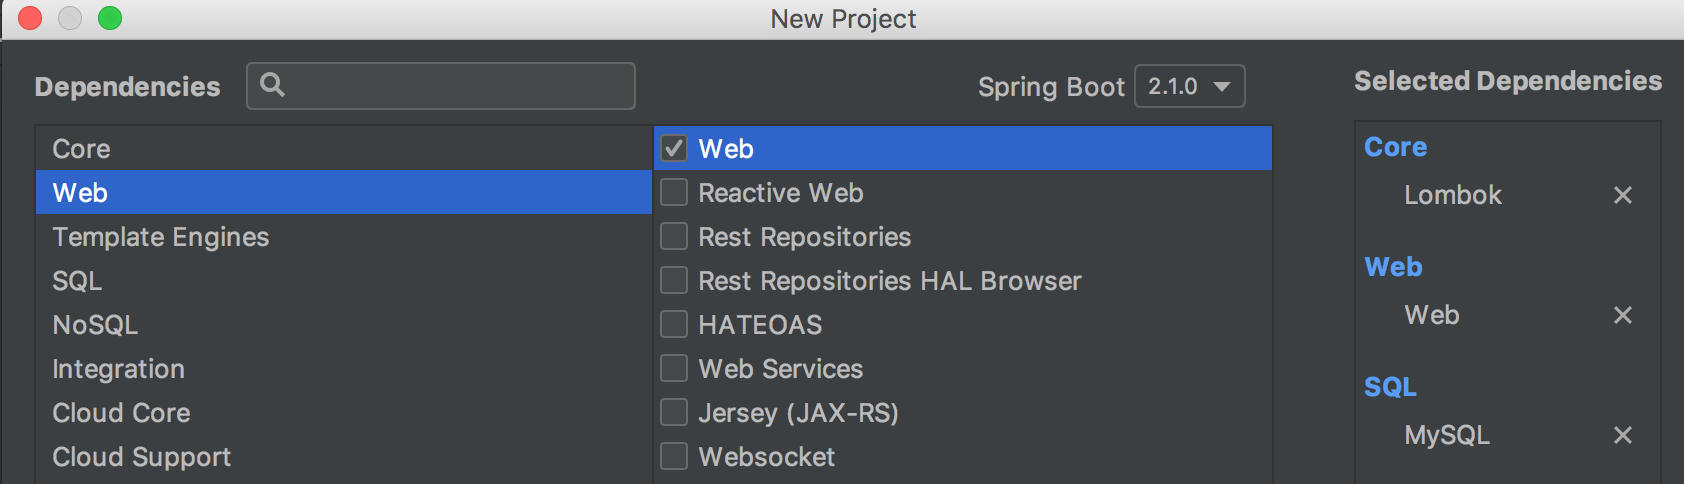 New Project
Dependencies
Spring Boot 2.1.0
Selected Dependencies
Core
Web
Template Engines
SQL
NoSQL
Integration
Cloud Core
Cloud Support
Web
Reactive Web
Rest Repositories
Rest Repositories HAL Browser
HATEOAS
Web Services
Jersey (JAX-RS)
Websocket
Core
Lombok
Web
Web
SQL
MySQL